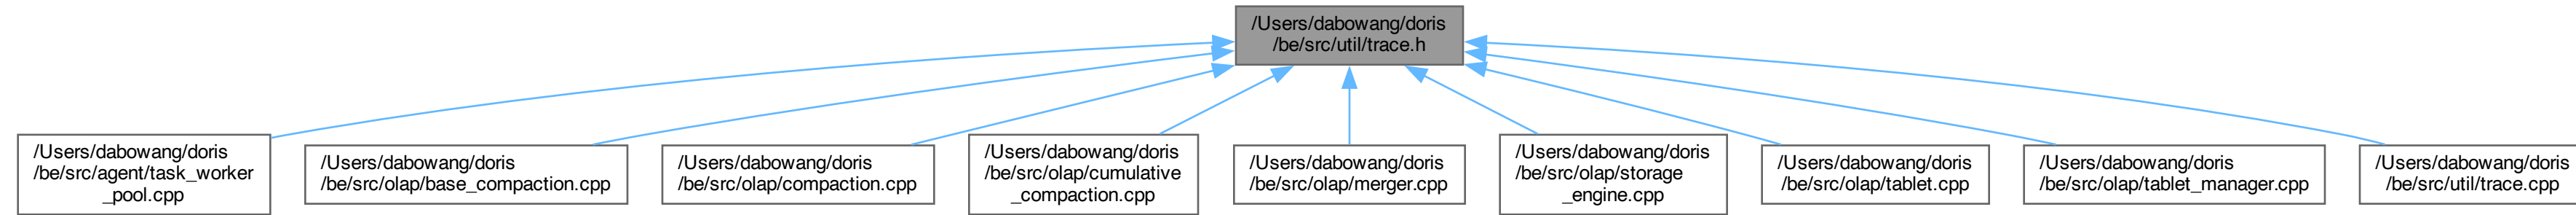 /Users/dabowang/doris
/be/src/util/trace.h
/Users/dabowang/doris
/be/src/agent/task_worker
_pool.cpp
/Users/dabowang/doris
/be/src/olap/base_compaction.cpp
/Users/dabowang/doris
/be/src/olap/compaction.cpp
/Users/dabowang/doris
/be/src/olap/cumulative
_compaction.cpp
/Users/dabowang/doris
/be/src/olap/merger.cpp
/Users/dabowang/doris
/be/src/olap/storage
_engine.cpp
/Users/dabowang/doris
/be/src/olap/tablet.cpp
/Users/dabowang/doris
/be/src/olap/tablet_manager.cpp
/Users/dabowang/doris
/be/src/util/trace.cpp